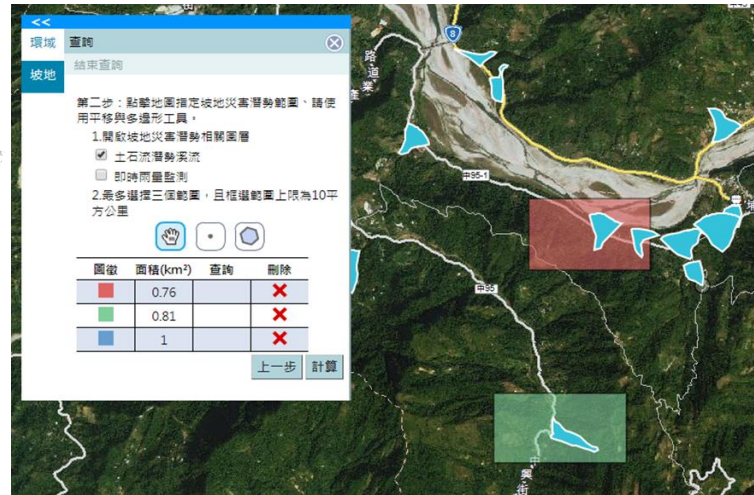 <<
環域 查詢
坡地 結束查詢
第二步：點擊地圖指定坡地災害潛勢範圍、請使
用平移與多邊形工具。
1.開啟坡地災害潛勢相關圖層
土石流潛勢溪流
即時雨量監測
2.最多選擇三個範圍，且框選範圍上限為10平
方公里
圖徵 面積(km²) 查詢 刪除
0.76
0.81
1
上一步 計算
8
路
道
業
產
中95-1
中95
興
街